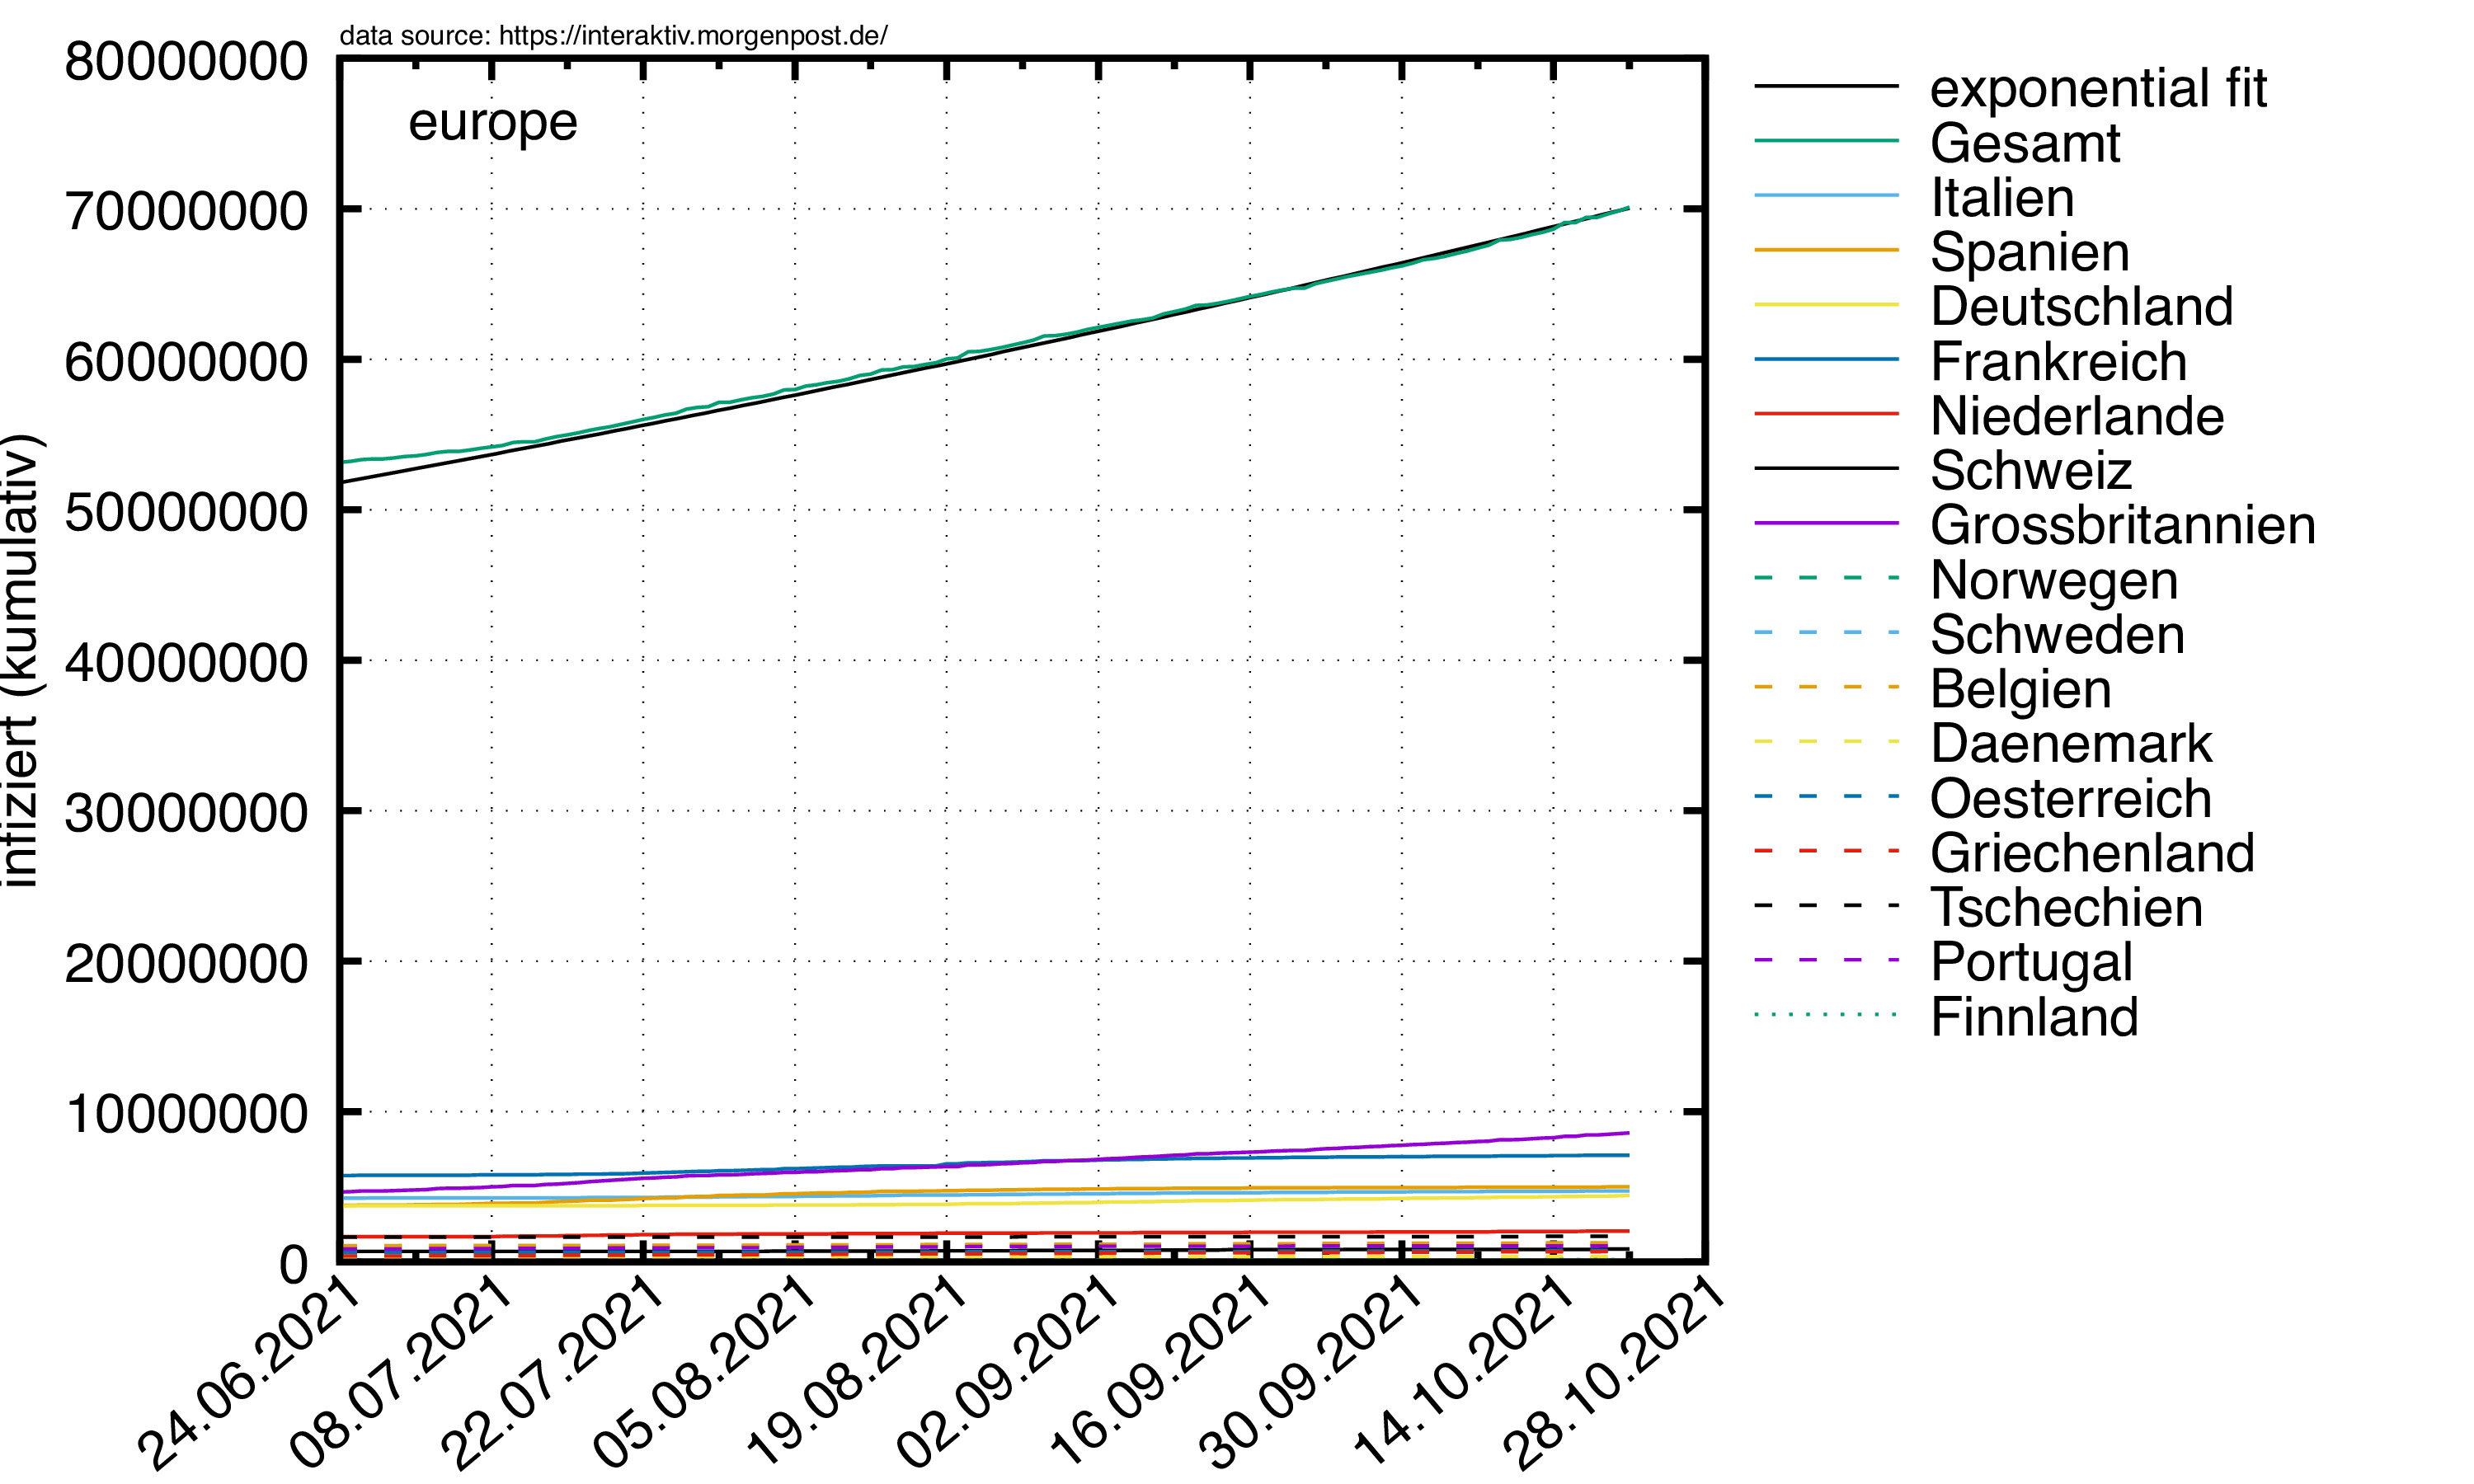 data source: https://interaktiv.morgenpost.de/
europe
infiziert (kumulativ)
80000000
70000000
60000000
50000000
40000000
30000000
20000000
10000000
0
24.06.2021
08.07.2021
22.07.2021
05.08.2021
19.08.2021
02.09.2021
16.09.2021
30.09.2021
14.10.2021
28.10.2021
exponential fit
Gesamt
Italien
Spanien
Deutschland
Frankreich
Niederlande
Schweiz
Grossbritannien
Norwegen
Schweden
Belgien
Daenemark
Oesterreich
Griechenland
Tschechien
Portugal
Finnland